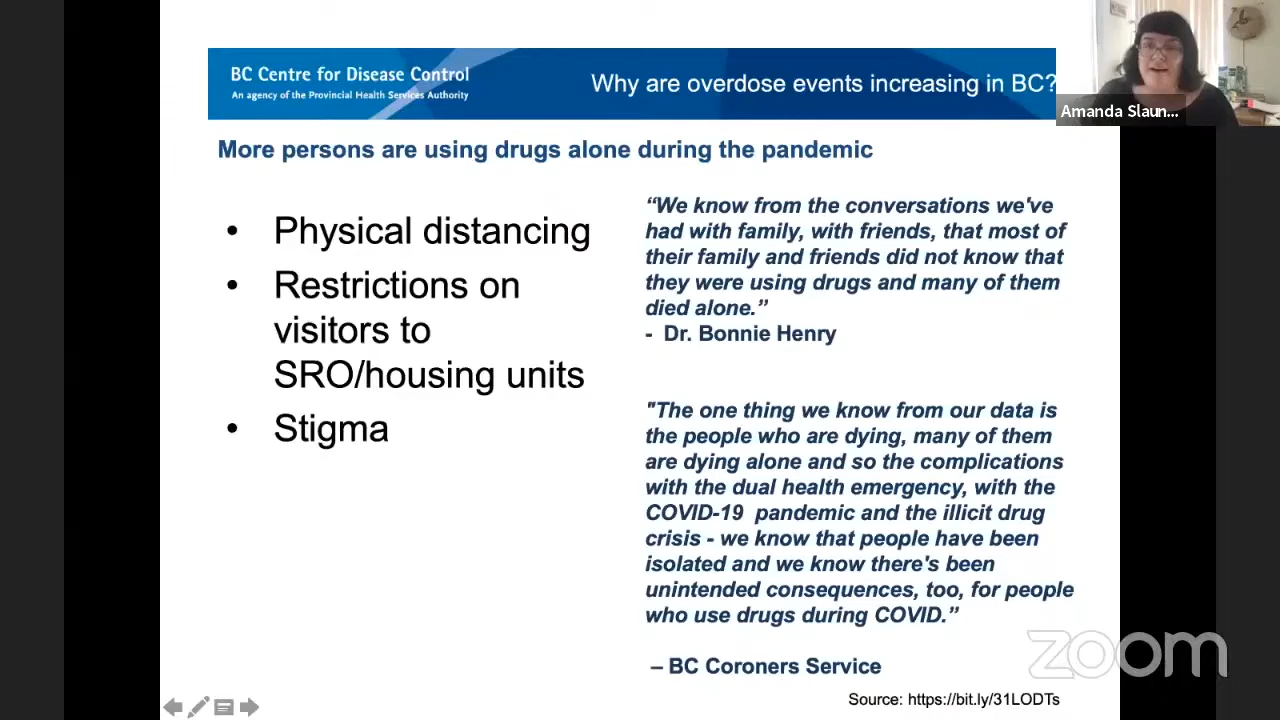 BC Centre for Disease Control
An agency of the Provincial Health Services Authority
Why are overdose events increasing in BC?
Amanda Slaun...
More persons are using drugs alone during the pandemic
• Physical distancing
• Restrictions on
visitors to
SRO/housing units
• Stigma
“We know from the conversations we've
had with family, with friends, that most of
their family and friends did not know that
they were using drugs and many of them
died alone.”
- Dr. Bonnie Henry
"The one thing we know from our data is
the people who are dying, many of them
are dying alone and so the complications
with the dual health emergency, with the
COVID-19 pandemic and the illicit drug
crisis - we know that people have been
isolated and we know there's been
unintended consequences, too, for people
who use drugs during COVID.”
– BC Coroners Service
Source: https://bit.ly/31LODTs
zoom